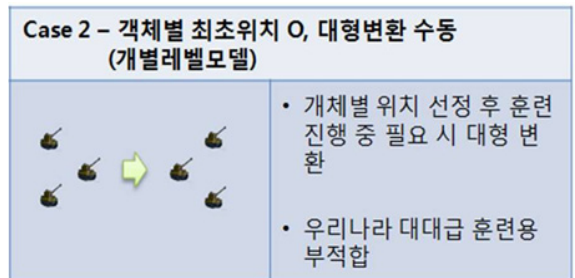 Case 2 – 객체별 최초위치 O, 대형변환 수동
(개별레벨모델)
• 개체별 위치 선정 후 훈련
진행 중 필요 시 대형 변
환
• 우리나라 대대급 훈련용
부적합